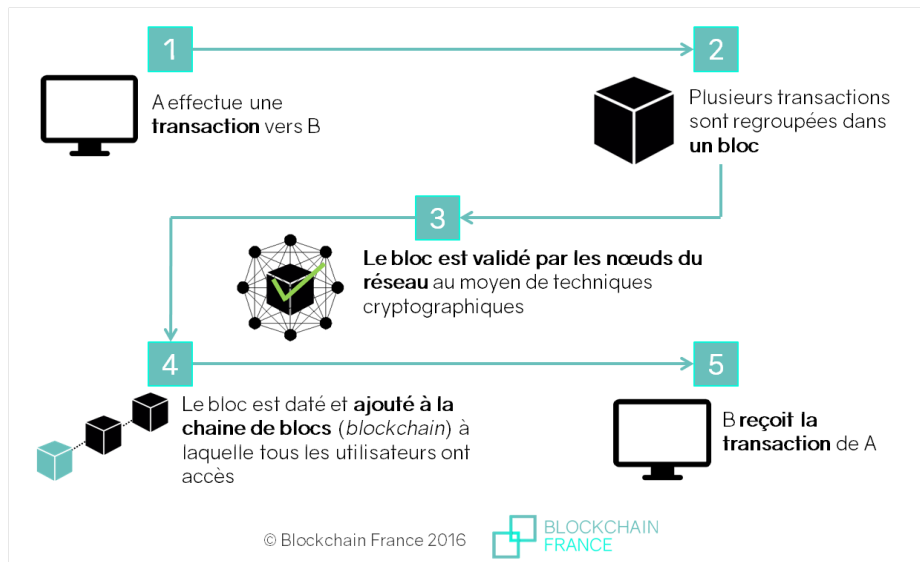 1
2
A effectue une
transaction vers B
Plusieurs transactions
sont regroupées dans
un bloc
3
Le bloc est validé par les nœuds du
réseau au moyen de techniques
cryptographiques
4
5
Le bloc est daté et ajouté à la
chaine de blocs (blockchain) à
laquelle tous les utilisateurs ont
accès
B reçoit la
transaction de A
© Blockchain France 2016
BLOCKCHAIN
FRANCE